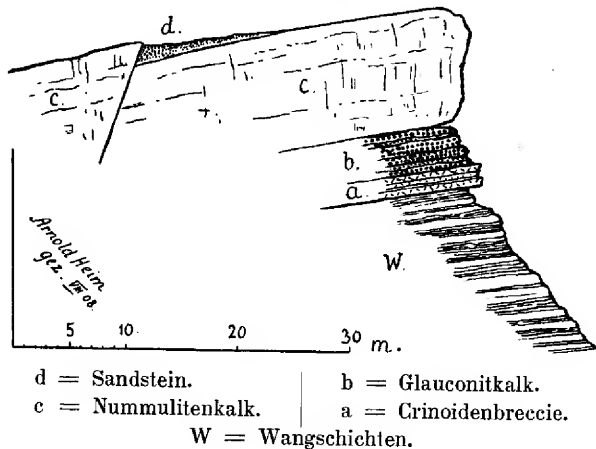 d.
c.
c.
b.
a.
W.
Arnold Heim
gez. VIII 08.
5 10. 20 30 m.
d = Sandstein. b = Glauconitkalk.
c = Nummulitenkalk. a = Crinoidenbreccie.
W = Wangschichten.